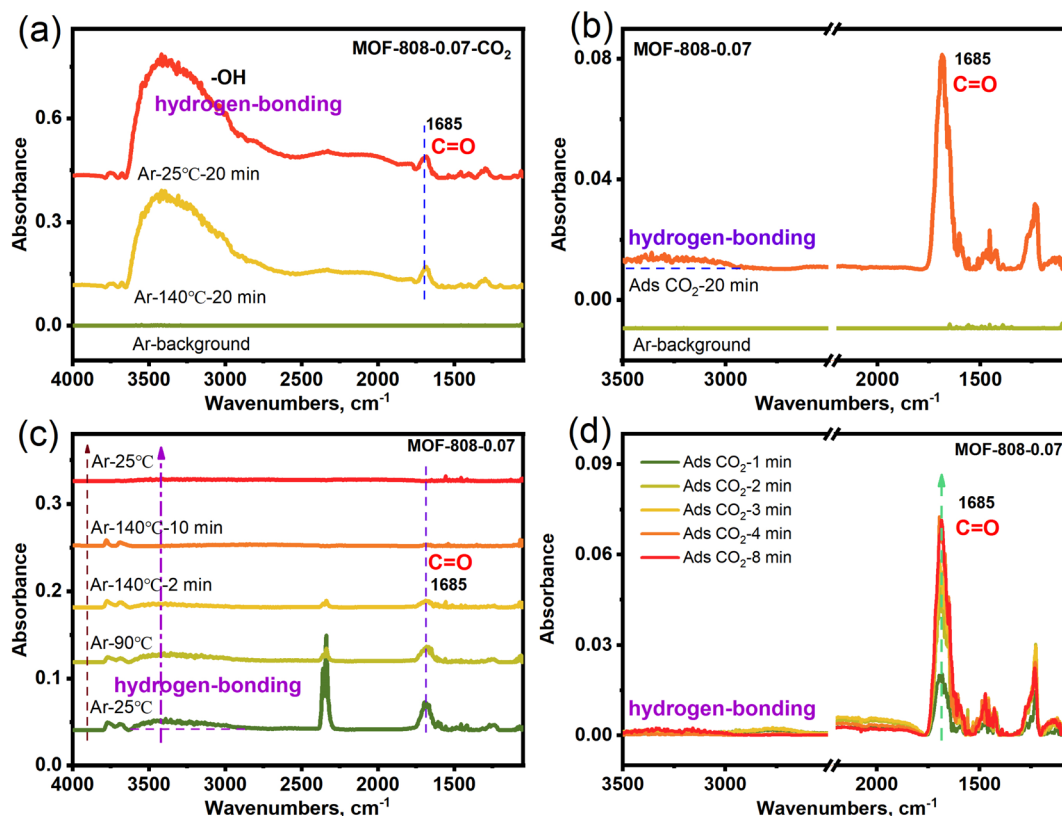 (a)
MOF-808-0.07-CO₂
-OH
hydrogen-bonding
1685
C=O
Ar-25℃-20 min
Ar-140℃-20 min
Ar-background
Absorbance
0.6
0.3
0.0
4000 3500 3000 2500 2000 1500
Wavenumbers, cm⁻¹
(b)
MOF-808-0.07
1685
C=O
hydrogen-bonding
Ads CO₂-20 min
Ar-background
Absorbance
0.08
0.04
0.00
3500 3000 2000 1500
Wavenumbers, cm⁻¹
(c)
MOF-808-0.07
Ar-25℃
Ar-140℃-10 min
C=O
Ar-140℃-2 min
1685
Ar-90℃
hydrogen-bonding
Ar-25℃
Absorbance
0.3
0.2
0.1
0.0
4000 3500 3000 2500 2000 1500
Wavenumbers, cm⁻¹
(d)
MOF-808-0.07
Ads CO₂-1 min
Ads CO₂-2 min
Ads CO₂-3 min
Ads CO₂-4 min
Ads CO₂-8 min
1685
C=O
hydrogen-bonding
Absorbance
0.09
0.06
0.03
0.00
3500 3000 2000 1500
Wavenumbers, cm⁻¹